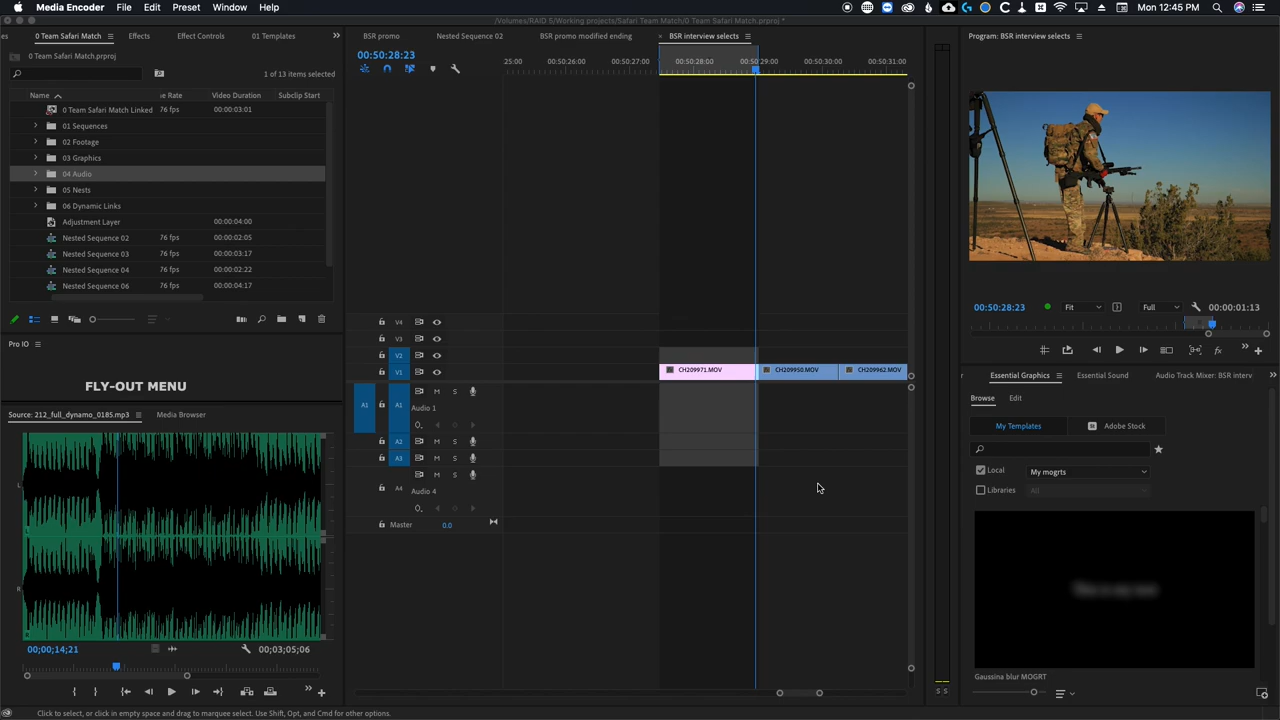 Media Encoder File Edit Preset Window Help 100% Sun 12:45 PM
/Volumes/RAID 5/Working projects/Safari Team Match/0 Team Safari Match.prproj *
0 Team Safari Match Effects Effect Controls 01 Templates
0 Team Safari Match.prproj
1 of 13 items selected
Name Video Duration Subclip Start
0 Team Safari Match Linked 76 fps 00:00:03:01
01 Sequences
02 Footage
03 Graphics
04 Audio
05 Nests
06 Dynamic Links
Adjustment Layer 00:00:04:00
Nested Sequence 02 76 fps 00:00:02:05
Nested Sequence 03 76 fps 00:00:03:17
Nested Sequence 04 76 fps 00:00:02:22
Nested Sequence 06 76 fps 00:00:04:17
Pro IO
FLY-OUT MENU
Source: 212_full_dynamo_0185.mp3 Media Browser
L
R
00;00;14;21 00;03;05;06
BSR promo Nested Sequence 02 BSR promo modified ending BSR interview selects
00:50:28:23
25:00 00:50:26:00 00:50:27:00 00:50:28:00 00:50:29:00 00:50:30:00 00:50:31:00
V4
V3
V2
V1 CH209971.MOV CH209950.MOV CH209962.MOV
A1 A1 M S
Audio 1
A2 M S
A3 M S
M S
A4 Audio 4
Master 0.0
S S
Program: BSR interview selects
00:50:28:23 Fit Full 00:00:01:13
Essential Graphics Essential Sound Audio Track Mixer: BSR interv
Browse Edit
My Templates Adobe Stock
Local My mogrts
Libraries All
This is my text
Gaussina blur MOGRT
Click to select, or click in empty space and drag to marquee select. Use Shift, Opt, and Cmd for other options.